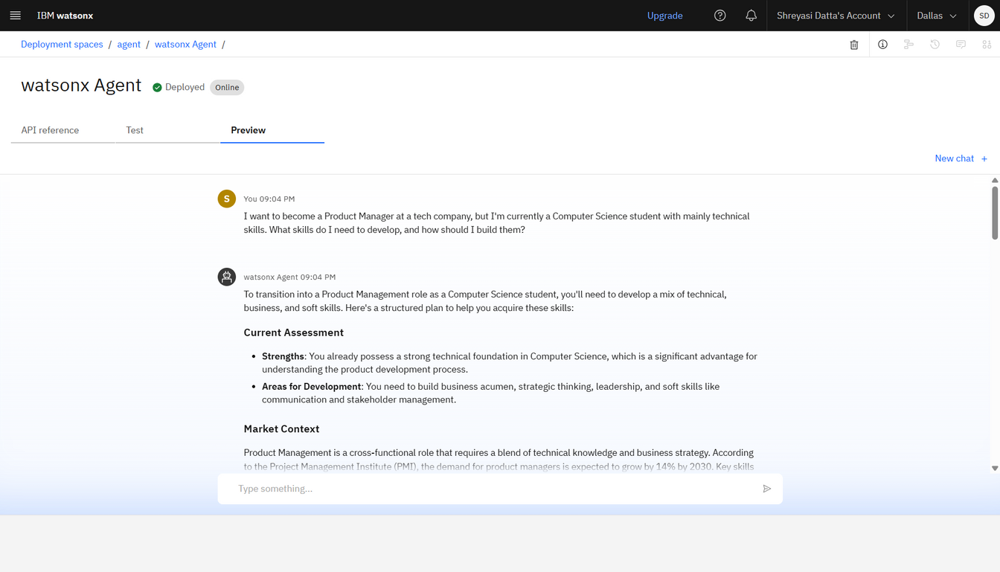 IBM watsonx
Upgrade
Shreyasi Datta's Account
Dallas
SD
Deployment spaces / agent / watsonx Agent /
watsonx Agent
Deployed
Online
API reference
Test
Preview
New chat +
S
You 09:04 PM
I want to become a Product Manager at a tech company, but I'm currently a Computer Science student with mainly technical
skills. What skills do I need to develop, and how should I build them?
watsonx Agent 09:04 PM
To transition into a Product Management role as a Computer Science student, you'll need to develop a mix of technical,
business, and soft skills. Here's a structured plan to help you acquire these skills:
Current Assessment
• Strengths: You already possess a strong technical foundation in Computer Science, which is a significant advantage for
understanding the product development process.
• Areas for Development: You need to build business acumen, strategic thinking, leadership, and soft skills like
communication and stakeholder management.
Market Context
Product Management is a cross-functional role that requires a blend of technical knowledge and business strategy. According
to the Project Management Institute (PMI), the demand for product managers is expected to grow by 14% by 2030. Key skills
Type something...